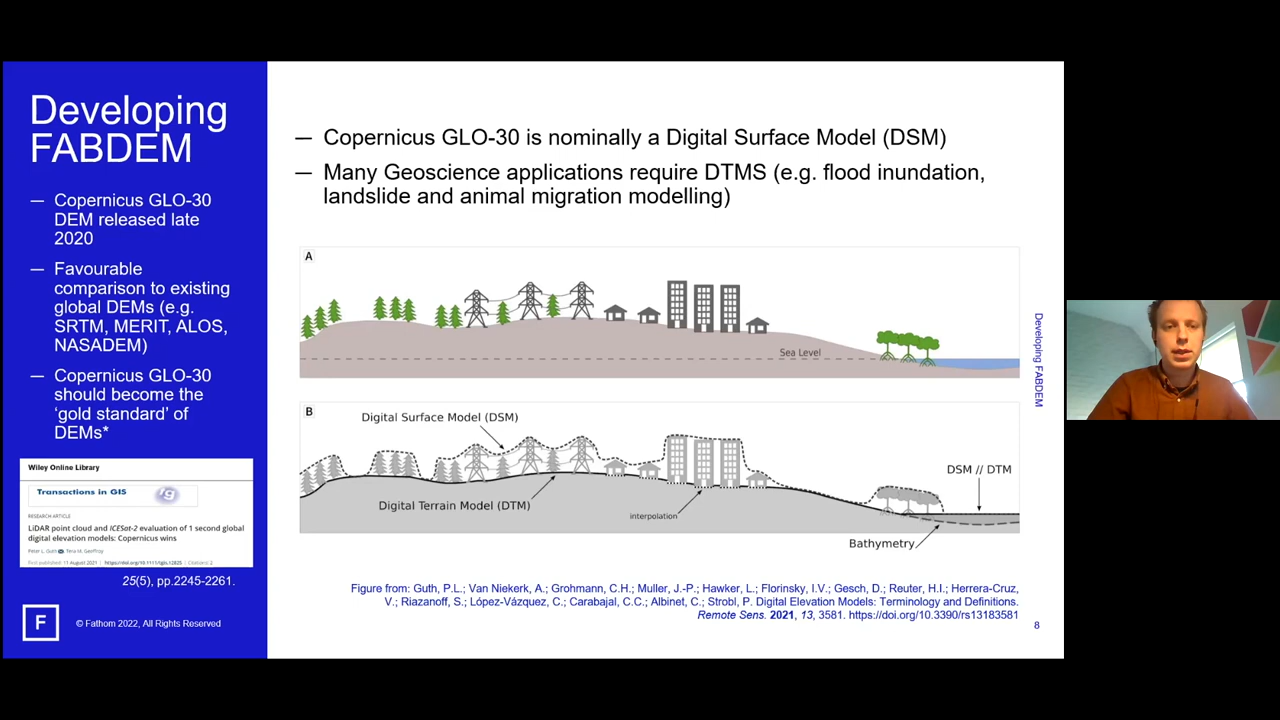 Developing
FABDEM
— Copernicus GLO-30
DEM released late
2020
— Favourable
comparison to existing
global DEMs (e.g.
SRTM, MERIT, ALOS,
NASADEM)
— Copernicus GLO-30
should become the
‘gold standard’ of
DEMs*
Wiley Online Library
Transactions in GIS
RESEARCH ARTICLE
LiDAR point cloud and ICESat-2 evaluation of 1 second global
digital elevation models: Copernicus wins
Peter L. Guth, Tera M. Geoffroy
First published: 11 August 2021 | https://doi.org/10.1111/tgis.12825 | Citations: 2
25(5), pp.2245-2261.
F
© Fathom 2022, All Rights Reserved
— Copernicus GLO-30 is nominally a Digital Surface Model (DSM)
— Many Geoscience applications require DTMS (e.g. flood inundation,
landslide and animal migration modelling)
A
Sea Level
B
Digital Surface Model (DSM)
DSM // DTM
Digital Terrain Model (DTM)
interpolation
Bathymetry
Figure from: Guth, P.L.; Van Niekerk, A.; Grohmann, C.H.; Muller, J.-P.; Hawker, L.; Florinsky, I.V.; Gesch, D.; Reuter, H.I.; Herrera-Cruz,
V.; Riazanoff, S.; López-Vázquez, C.; Carabajal, C.C.; Albinet, C.; Strobl, P. Digital Elevation Models: Terminology and Definitions.
Remote Sens. 2021, 13, 3581. https://doi.org/10.3390/rs13183581
Developing FABDEM
8